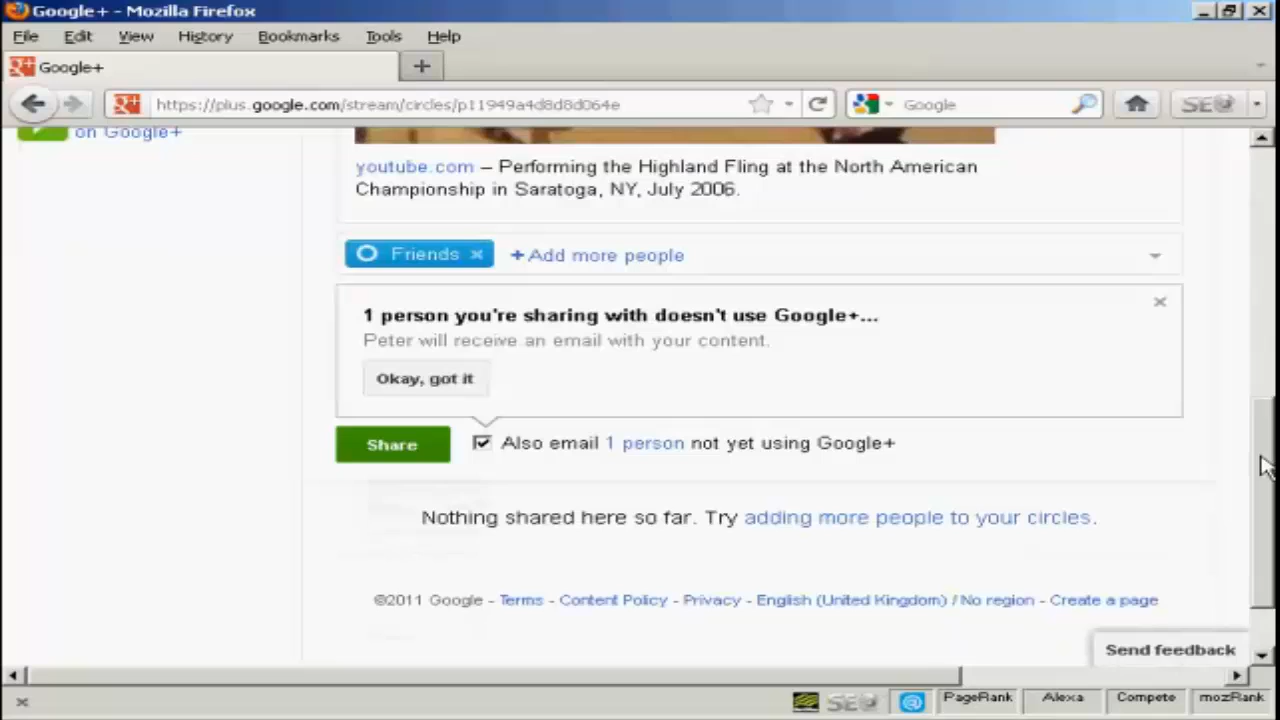 Google+ - Mozilla Firefox
File Edit View History Bookmarks Tools Help
Google+
https://plus.google.com/stream/circles/p11949a4d8d8d064e
Google
SE
on Google+
youtube.com – Performing the Highland Fling at the North American
Championship in Saratoga, NY, July 2006.
Friends
+ Add more people
1 person you're sharing with doesn't use Google+...
Peter will receive an email with your content.
Okay, got it
Share
Also email 1 person not yet using Google+
Nothing shared here so far. Try adding more people to your circles.
©2011 Google - Terms - Content Policy - Privacy - English (United Kingdom) / No region - Create a page
Send feedback
SE PageRank Alexa Compete mozRank